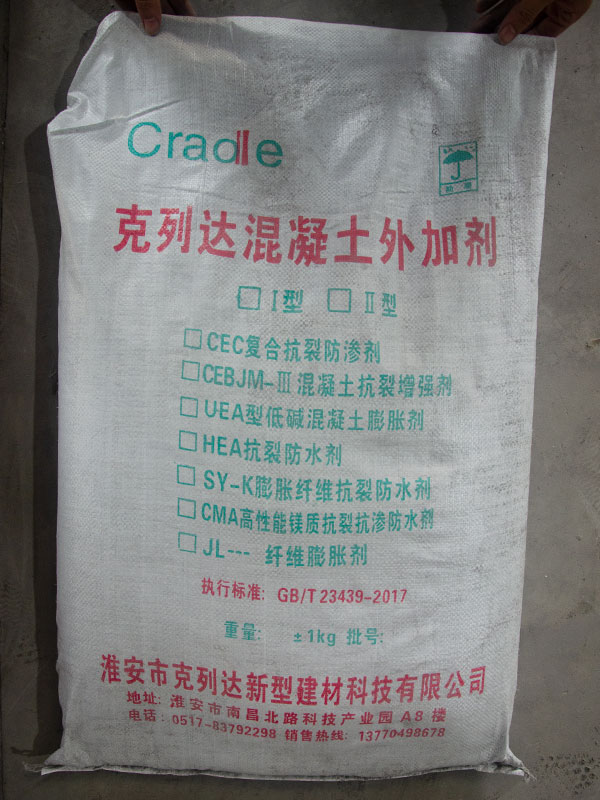 Cradle
克列达混凝土外加剂
□Ⅰ型 □Ⅱ型
□CEC复合抗裂防渗剂
□CEBJM-Ⅲ混凝土抗裂增强剂
□UEA型低碱混凝土膨胀剂
□HEA抗裂防水剂
□SY-K膨胀纤维抗裂防水剂
□CMA高性能镁质抗裂抗渗防水剂
□JL--- 纤维膨胀剂
执行标准: GB/T 23439-2017
重量: ±1kg 批号:
淮安市克列达新型建材科技有限公司
地址: 淮安市南昌北路科技产业园A8楼
电话: 0517-83792298 销售热线: 13770498678